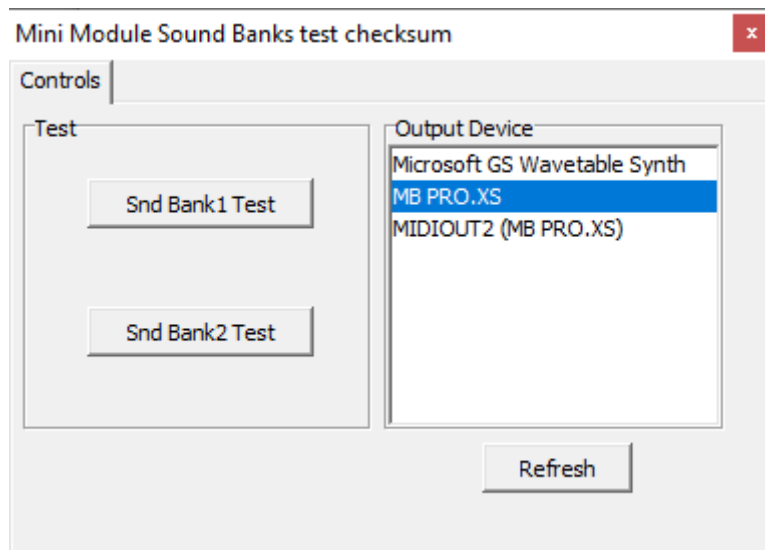 Mini Module Sound Banks test checksum
x
Controls
Test
Snd Bank1 Test
Snd Bank2 Test
Output Device
Microsoft GS Wavetable Synth
MB PRO.XS
MIDIOUT2 (MB PRO.XS)
Refresh